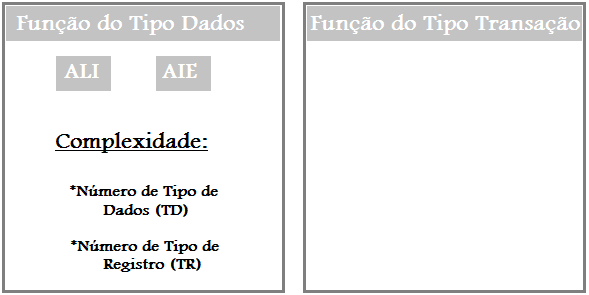 Função do Tipo Dados
ALI AIE
Complexidade:
*Número de Tipo de
Dados (TD)
*Número de Tipo de
Registro (TR)
Função do Tipo Transação